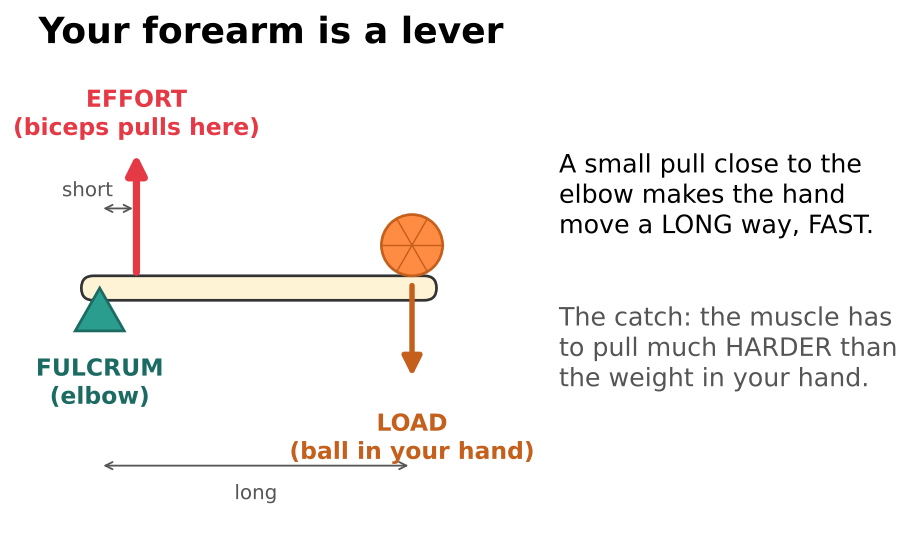 Your forearm is a lever
EFFORT
(biceps pulls here)
short
FULCRUM
(elbow)
LOAD
(ball in your hand)
long
A small pull close to the
elbow makes the hand
move a LONG way, FAST.
The catch: the muscle has
to pull much HARDER than
the weight in your hand.